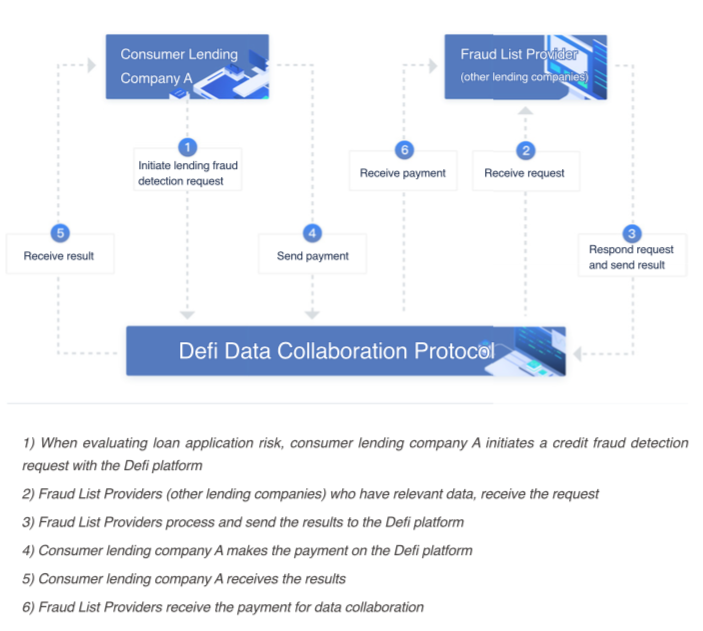 Consumer Lending
Company A
Fraud List Provider
(other lending companies)
1
Initiate lending fraud
detection request
6
Receive payment
2
Receive request
5
Receive result
4
Send payment
3
Respond request
and send result
Defi Data Collaboration Protocol
1) When evaluating loan application risk, consumer lending company A initiates a credit fraud detection
request with the Defi platform
2) Fraud List Providers (other lending companies) who have relevant data, receive the request
3) Fraud List Providers process and send the results to the Defi platform
4) Consumer lending company A makes the payment on the Defi platform
5) Consumer lending company A receives the results
6) Fraud List Providers receive the payment for data collaboration